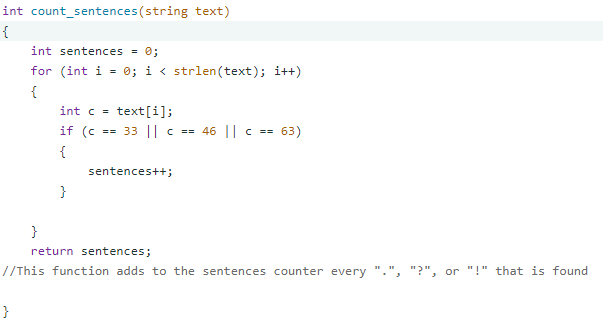 int count_sentences(string text)
{
    int sentences = 0;
    for (int i = 0; i < strlen(text); i++)
    {
        int c = text[i];
        if (c == 33 || c == 46 || c == 63)
        {
            sentences++;
        }

    }
    return sentences;
//This function adds to the sentences counter every ".", "?", or "!" that is found

}